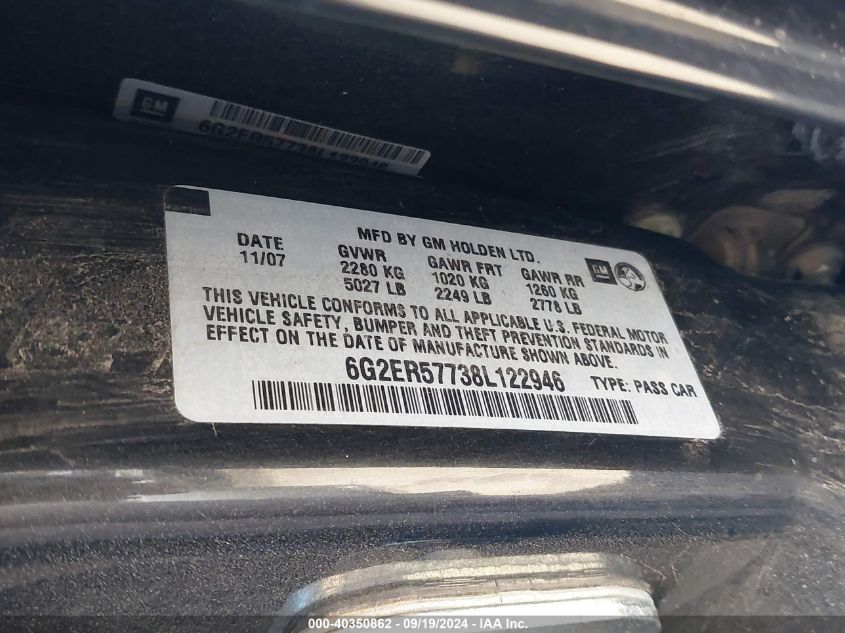 GM
6G2ER57738L122946
MFD BY GM HOLDEN LTD.
DATE GVWR GAWR FRT GAWR RR GM
11/07 2280 KG 1020 KG 1260 KG
5027 LB 2249 LB 2778 LB
THIS VEHICLE CONFORMS TO ALL APPLICABLE U.S. FEDERAL MOTOR
VEHICLE SAFETY, BUMPER AND THEFT PREVENTION STANDARDS IN
EFFECT ON THE DATE OF MANUFACTURE SHOWN ABOVE.
6G2ER57738L122946 TYPE: PASS CAR
000-40350862 - 09/19/2024 - IAA Inc.